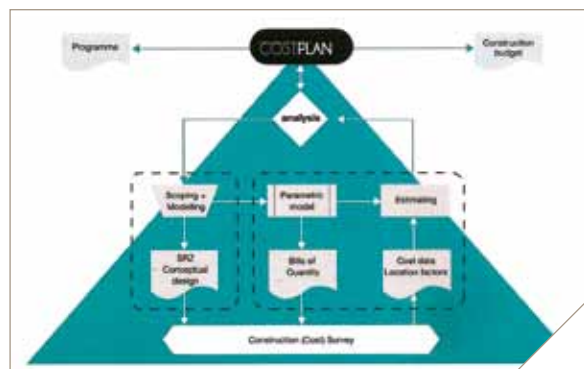 Programme
COSTPLAN
Construction
budget
analysis
Scoping +
Modelling
Parametric
model
Estimating
Conceptual
design
Bills of
Quantity
Cost data
Location factors
Construction (Cost) Survey